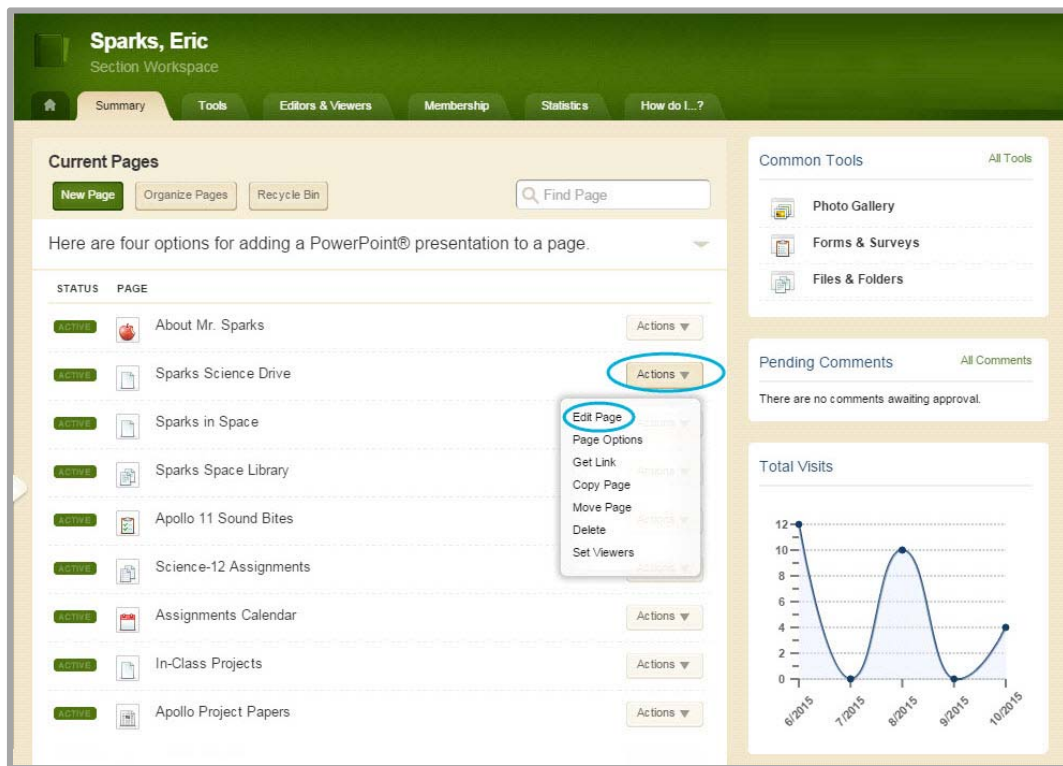 Sparks, Eric
Section Workspace
Summary Tools Editors & Viewers Membership Statistics How do I...?
Current Pages
New Page Organize Pages Recycle Bin Find Page
Here are four options for adding a PowerPoint® presentation to a page.
STATUS PAGE
ACTIVE About Mr. Sparks Actions
ACTIVE Sparks Science Drive Actions
ACTIVE Sparks in Space
ACTIVE Sparks Space Library
ACTIVE Apollo 11 Sound Bites
ACTIVE Science-12 Assignments
ACTIVE Assignments Calendar Actions
ACTIVE In-Class Projects Actions
ACTIVE Apollo Project Papers Actions
Edit Page
Page Options
Get Link
Copy Page
Move Page
Delete
Set Viewers
Common Tools All Tools
Photo Gallery
Forms & Surveys
Files & Folders
Pending Comments All Comments
There are no comments awaiting approval.
Total Visits
12
10
8
6
4
2
0
6/2015 7/2015 8/2015 9/2015 10/2015